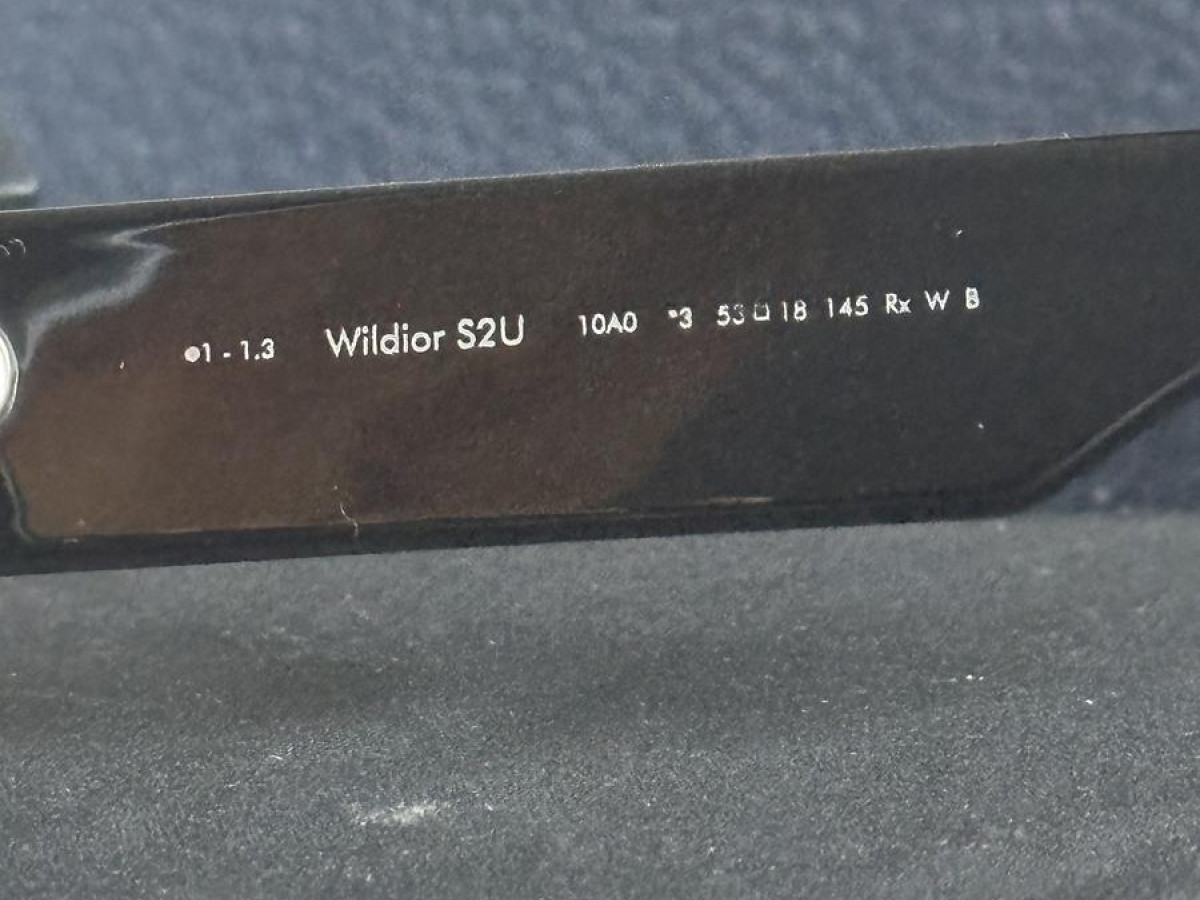 ●1 - 1.3 Wildior S2U 10A0 *3 53□18 145 Rx W B